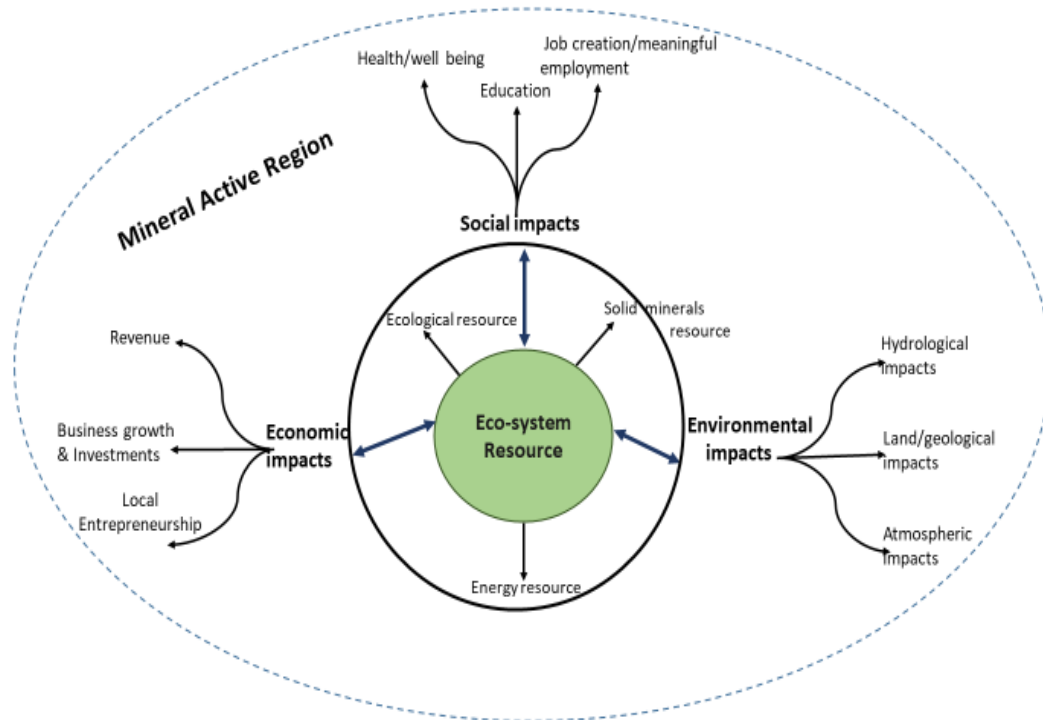 Health/well being
Job creation/meaningful
employment
Education
Mineral Active Region
Social impacts
Ecological resource
Solid minerals
resource
Revenue
Business growth
& Investments
Local
Entrepreneurship
Economic
impacts
Eco-system
Resource
Environmental
impacts
Hydrological
impacts
Land/geological
impacts
Atmospheric
impacts
Energy resource